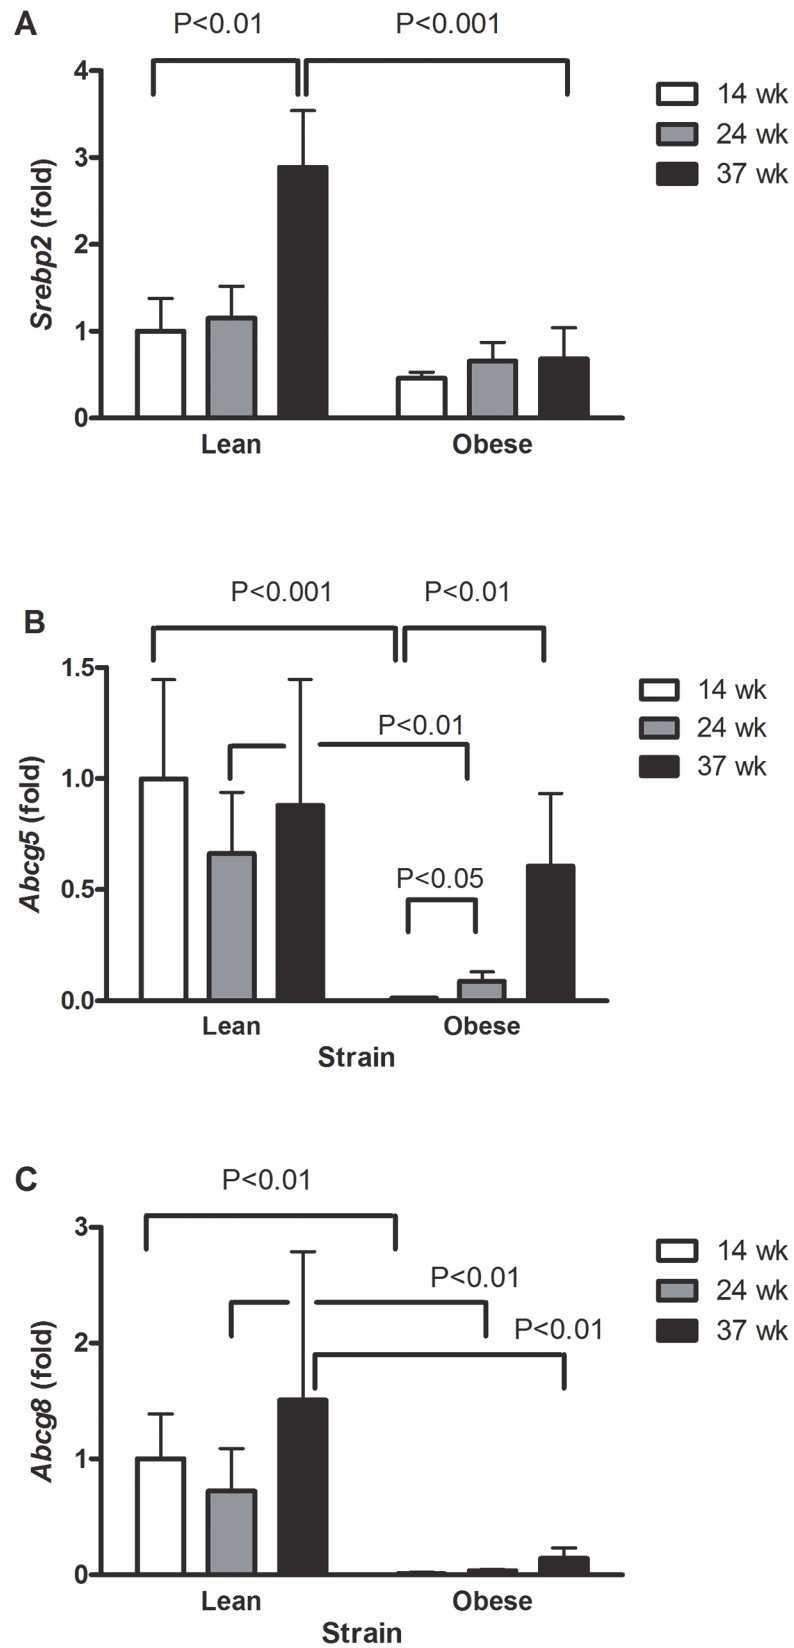 A
P<0.01 P<0.001
4
3
2
1
0
Srebp2 (fold)
14 wk
24 wk
37 wk
Lean Obese
B
P<0.001 P<0.01
1.5
1.0
0.5
0.0
Abcg5 (fold)
P<0.01
P<0.05
14 wk
24 wk
37 wk
Lean Obese
Strain
C
P<0.01
3
2
1
0
Abcg8 (fold)
P<0.01
P<0.01
14 wk
24 wk
37 wk
Lean Obese
Strain